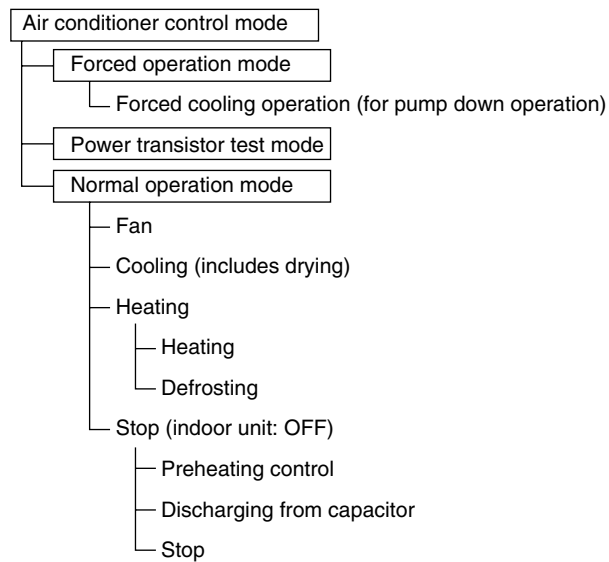 Air conditioner control mode
Forced operation mode
Forced cooling operation (for pump down operation)
Power transistor test mode
Normal operation mode
Fan
Cooling (includes drying)
Heating
Heating
Defrosting
Stop (indoor unit: OFF)
Preheating control
Discharging from capacitor
Stop